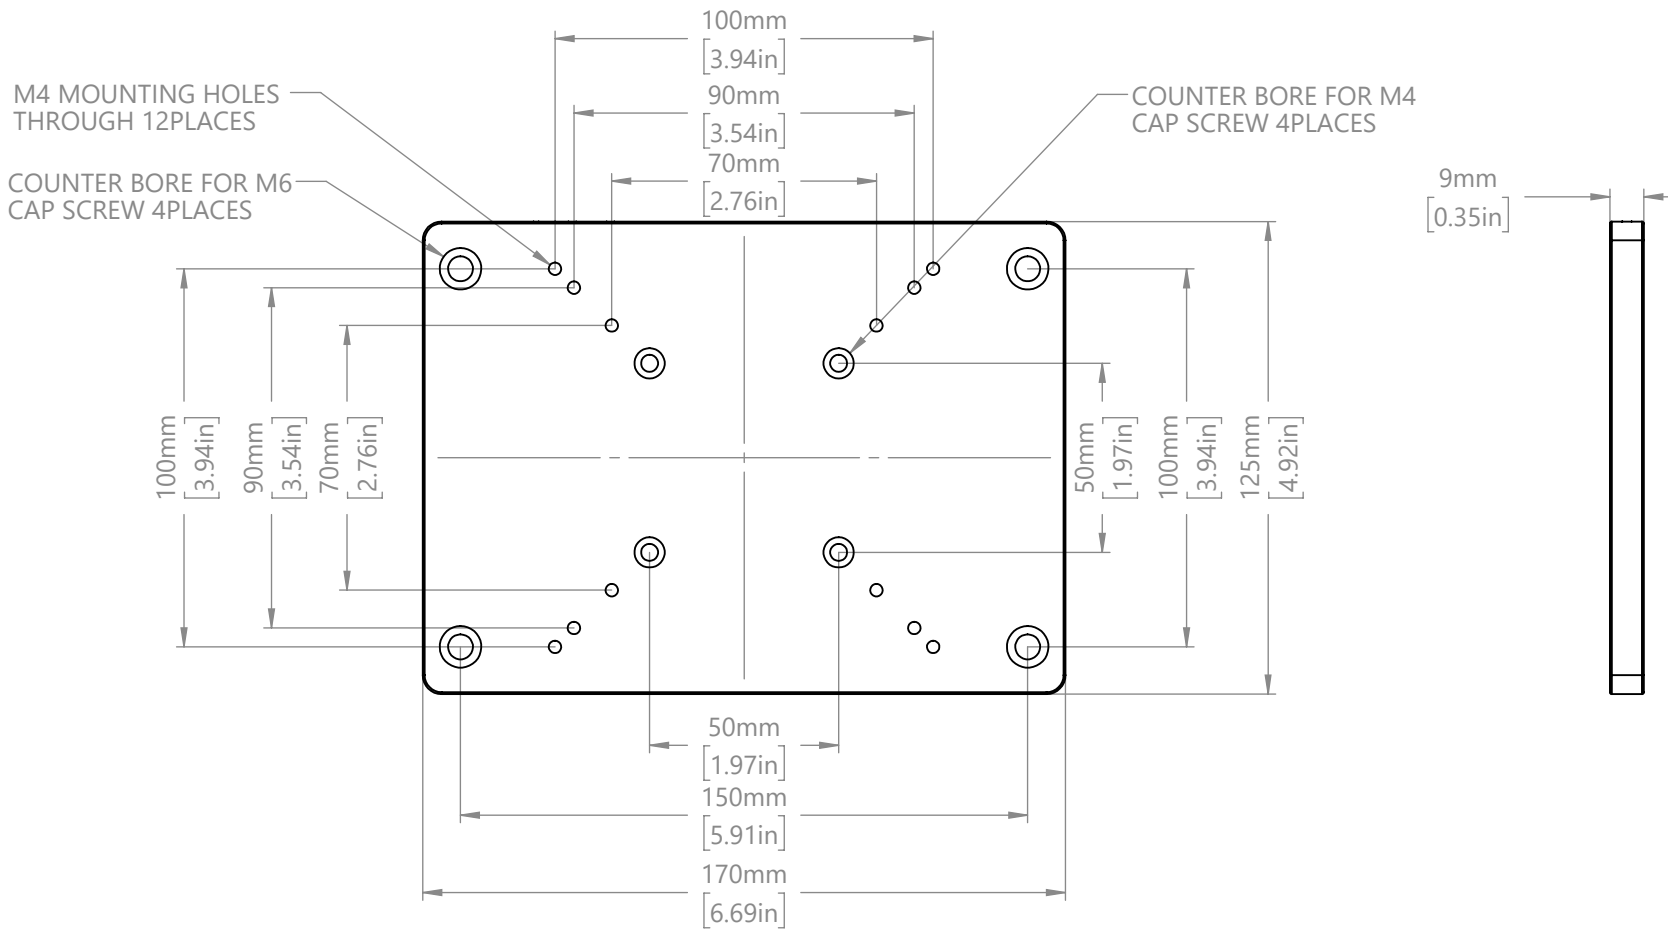 100mm
[3.94in]
M4 MOUNTING HOLES
THROUGH 12PLACES
90mm
[3.54in]
COUNTER BORE FOR M4
CAP SCREW 4PLACES
70mm
[2.76in]
COUNTER BORE FOR M6
CAP SCREW 4PLACES
9mm
[0.35in]
100mm
[3.94in]
90mm
[3.54in]
70mm
[2.76in]
50mm
[1.97in]
100mm
[3.94in]
125mm
[4.92in]
50mm
[1.97in]
150mm
[5.91in]
170mm
[6.69in]